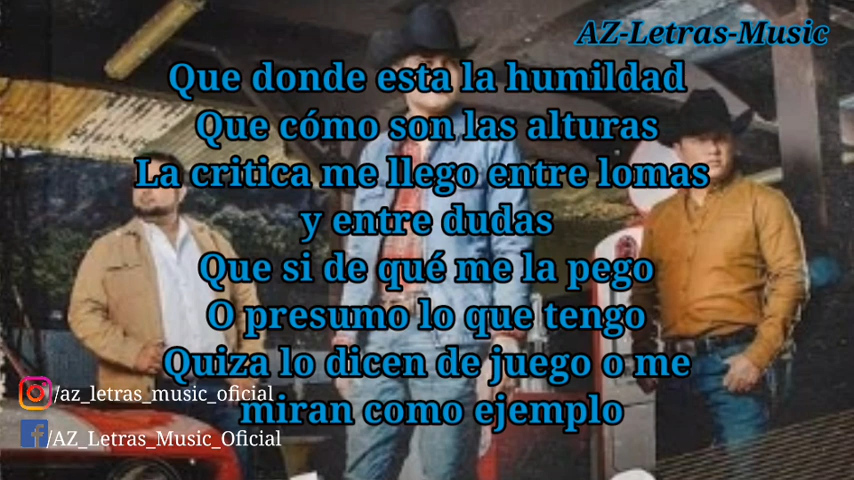 AZ-Letras-Music
Que donde esta la humildad
Que cómo son las alturas
La critica me llego entre lomas
y entre dudas
Que si de qué me la pego
O presumo lo que tengo
Quiza lo dicen de juego o me
miran como ejemplo
/az_letras_music_oficial
/AZ_Letras_Music_Oficial